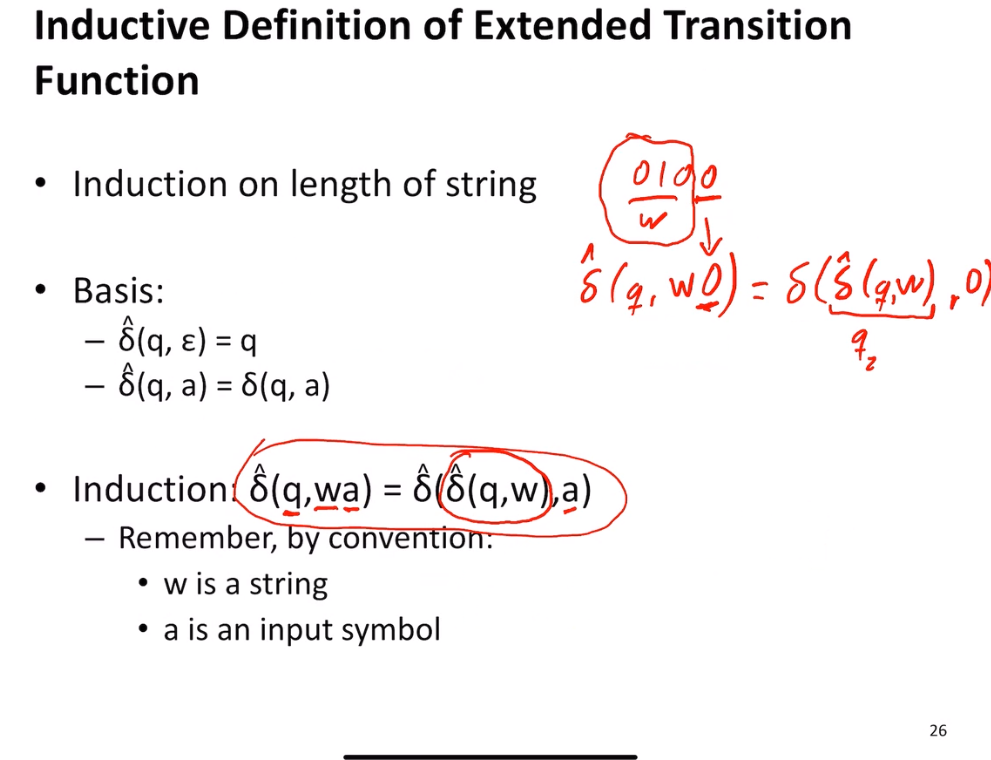 Inductive Definition of Extended Transition
Function
• Induction on length of string
0100
w
δ̂(q, w0) = δ(δ̂(q,w), 0)
q₂
• Basis:
– δ̂(q, ε) = q
– δ̂(q, a) = δ(q, a)
• Induction: δ̂(q,wa) = δ̂(δ̂(q,w),a)
– Remember, by convention:
• w is a string
• a is an input symbol
26